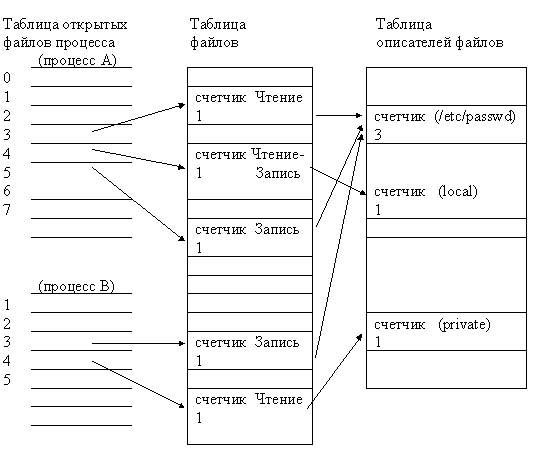 Таблица открытых
файлов процесса
(процесс А)
0
1
2
3
4
5
6
7
(процесс В)
1
2
3
4
5
Таблица
файлов
счетчик Чтение
1
счетчик Чтение-
1 Запись
счетчик Запись
1
счетчик Запись
1
счетчик Чтение
1
Таблица
описателей файлов
счетчик (/etc/passwd)
3
счетчик (local)
1
счетчик (private)
1